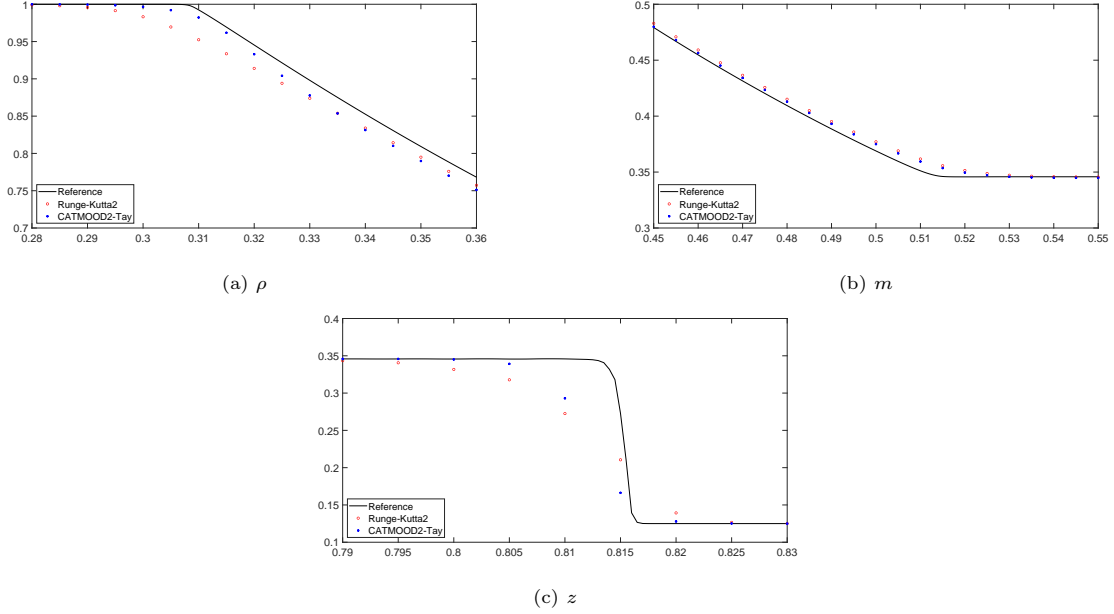 1
0.95
0.9
0.85
0.8
0.75
0.7
Reference
Runge-Kutta2
CATMOOD2-Tay
0.28 0.29 0.3 0.31 0.32 0.33 0.34 0.35 0.36
(a) ρ
0.5
0.45
0.4
0.35
0.3
Reference
Runge-Kutta2
CATMOOD2-Tay
0.45 0.46 0.47 0.48 0.49 0.5 0.51 0.52 0.53 0.54 0.55
(b) m
0.4
0.35
0.3
0.25
0.2
0.15
0.1
Reference
Runge-Kutta2
CATMOOD2-Tay
0.79 0.795 0.8 0.805 0.81 0.815 0.82 0.825 0.83
(c) z